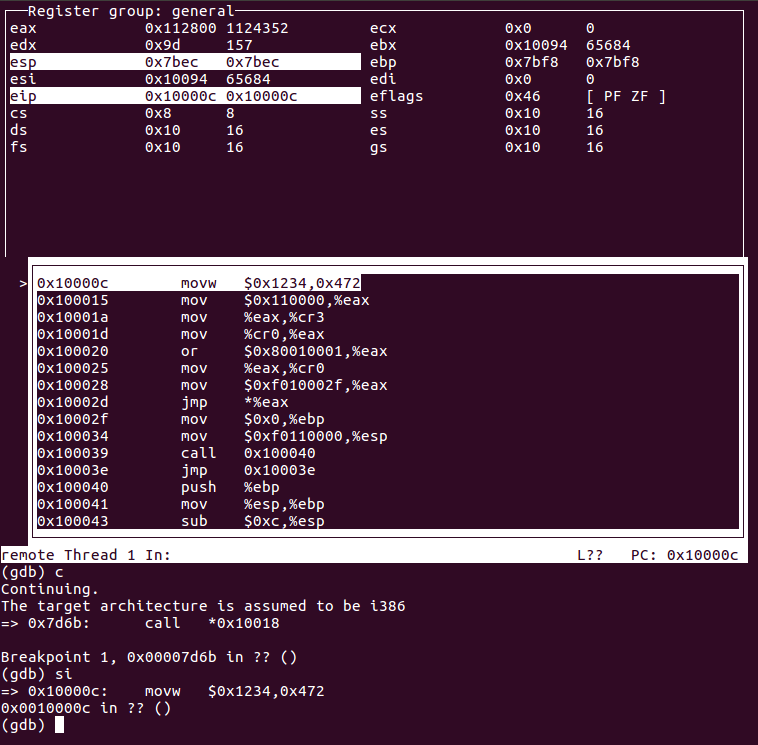 Register group: general
eax 0x112800 1124352 ecx 0x0 0
edx 0x9d 157 ebx 0x10094 65684
esp 0x7bec 0x7bec ebp 0x7bf8 0x7bf8
esi 0x10094 65684 edi 0x0 0
eip 0x10000c 0x10000c eflags 0x46 [ PF ZF ]
cs 0x8 8 ss 0x10 16
ds 0x10 16 es 0x10 16
fs 0x10 16 gs 0x10 16
> 0x10000c movw $0x1234,0x472
0x100015 mov $0x110000,%eax
0x10001a mov %eax,%cr3
0x10001d mov %cr0,%eax
0x100020 or $0x80010001,%eax
0x100025 mov %eax,%cr0
0x100028 mov $0xf010002f,%eax
0x10002d jmp *%eax
0x10002f mov $0x0,%ebp
0x100034 mov $0xf0110000,%esp
0x100039 call 0x100040
0x10003e jmp 0x10003e
0x100040 push %ebp
0x100041 mov %esp,%ebp
0x100043 sub $0xc,%esp
remote Thread 1 In: L?? PC: 0x10000c
(gdb) c
Continuing.
The target architecture is assumed to be i386
=> 0x7d6b: call *0x10018
Breakpoint 1, 0x00007d6b in ?? ()
(gdb) si
=> 0x10000c: movw $0x1234,0x472
0x0010000c in ?? ()
(gdb)